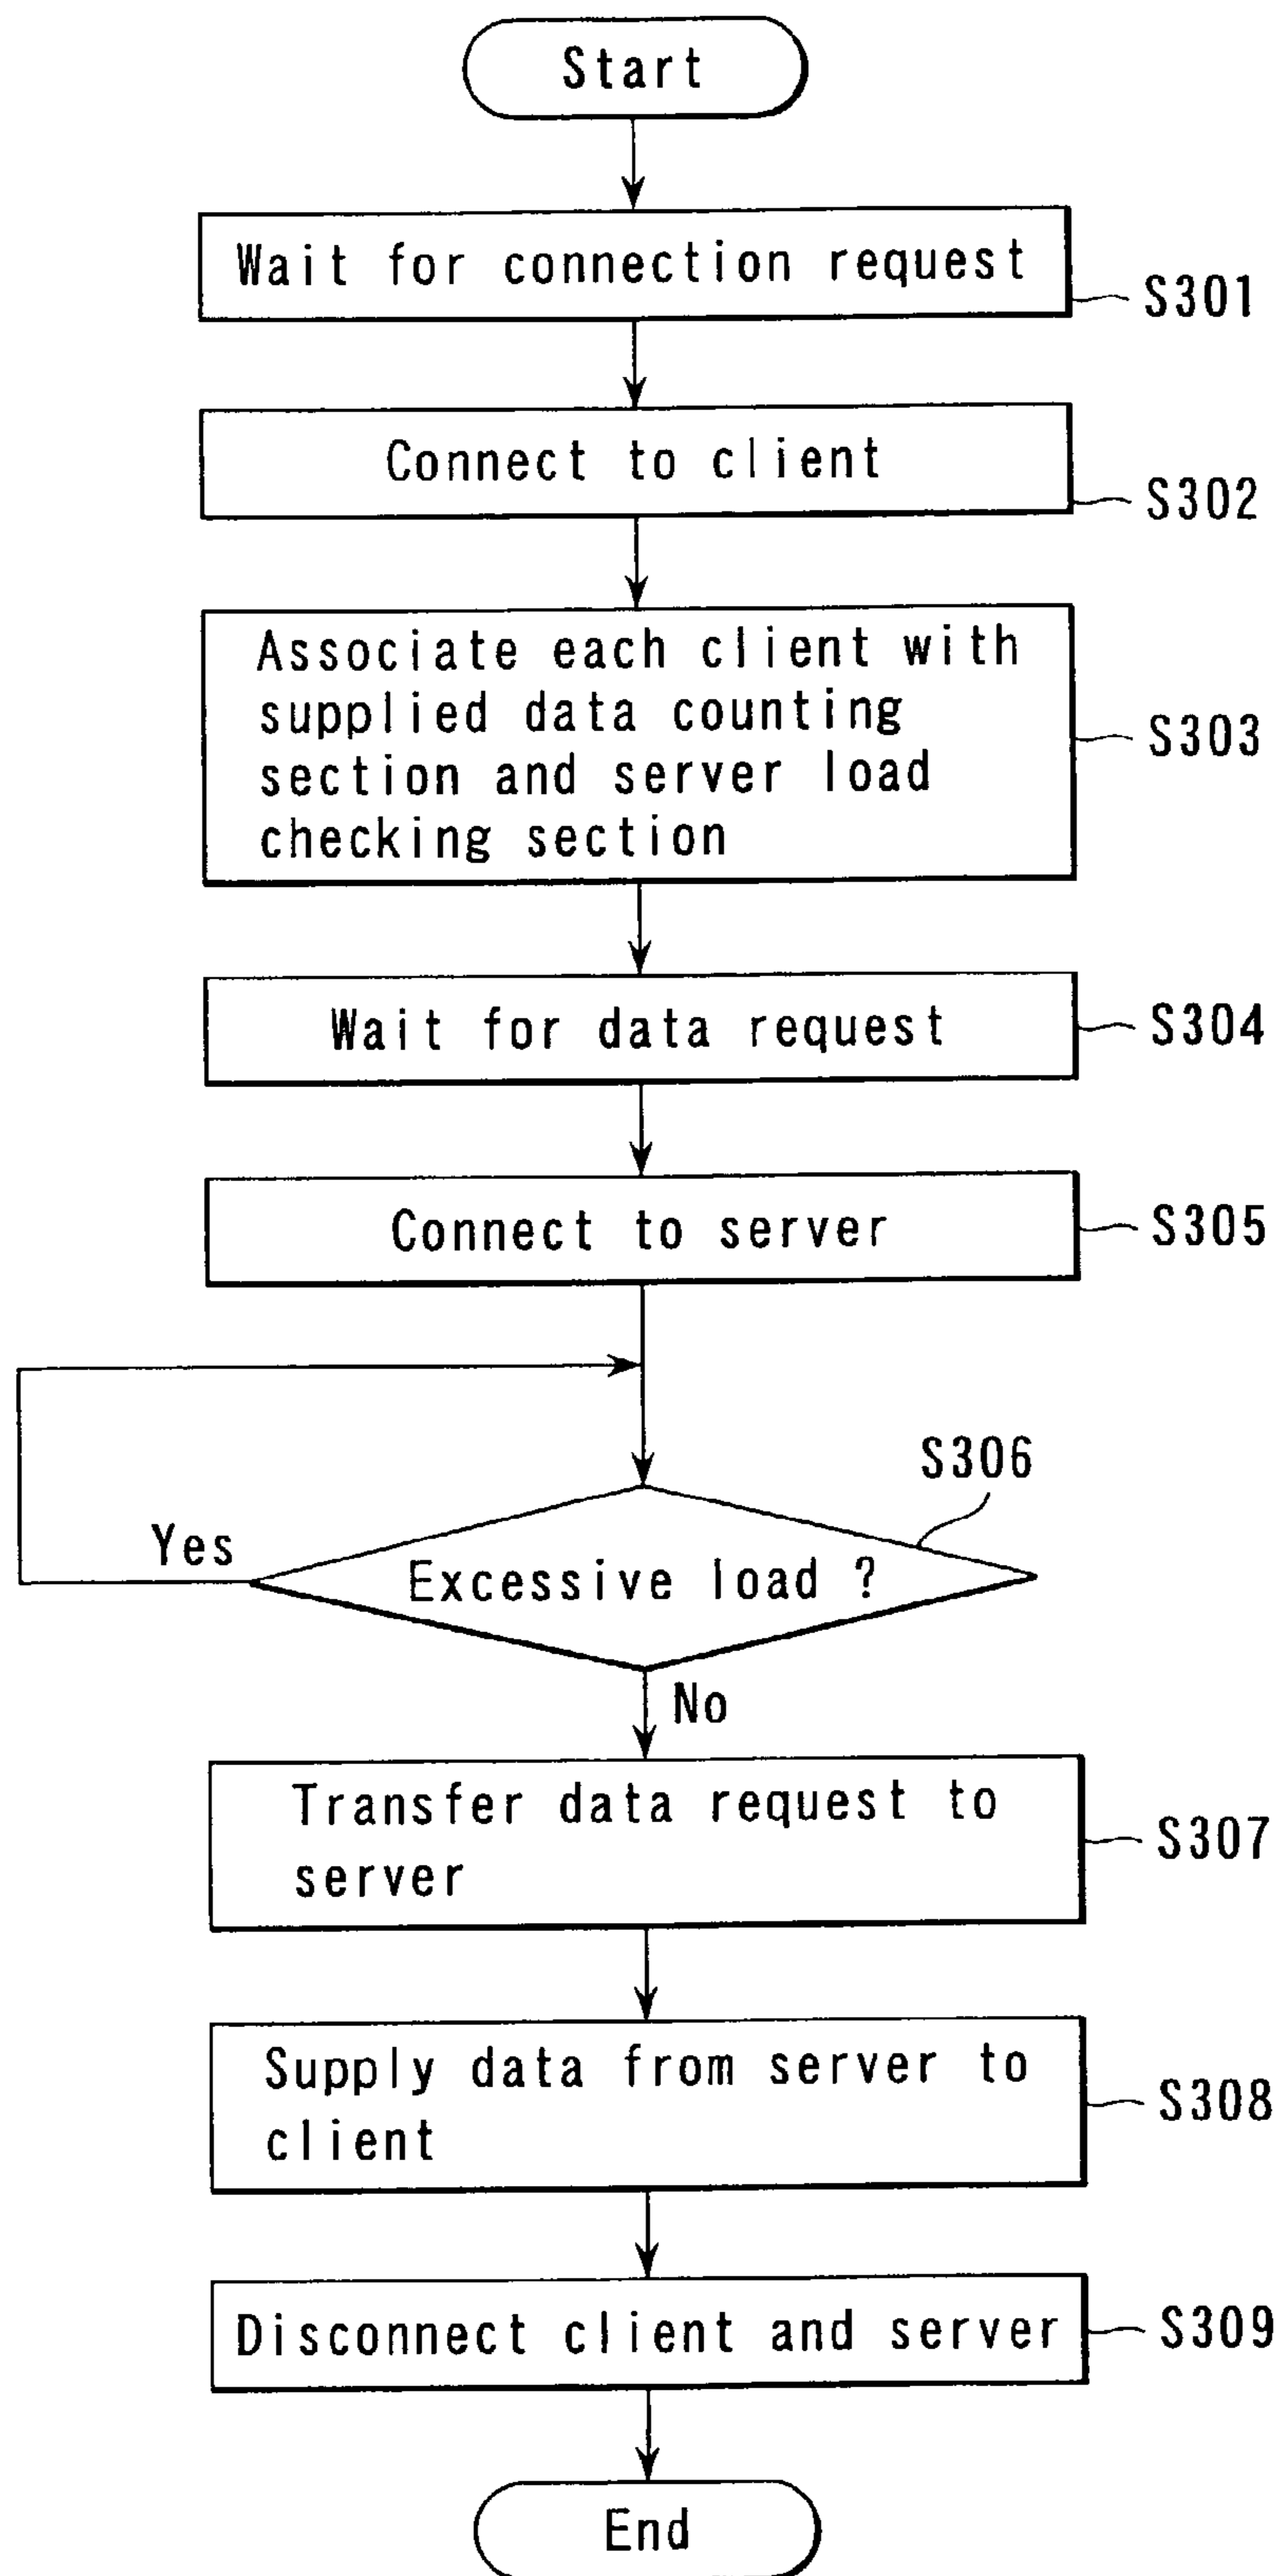 Start
Wait for connection request
S301
Connect to client
S302
Associate each client with
supplied data counting
section and server load
checking section
S303
Wait for data request
S304
Connect to server
S305
S306
Yes
Excessive load ?
No
Transfer data request to
server
S307
Supply data from server to
client
S308
Disconnect client and server
S309
End